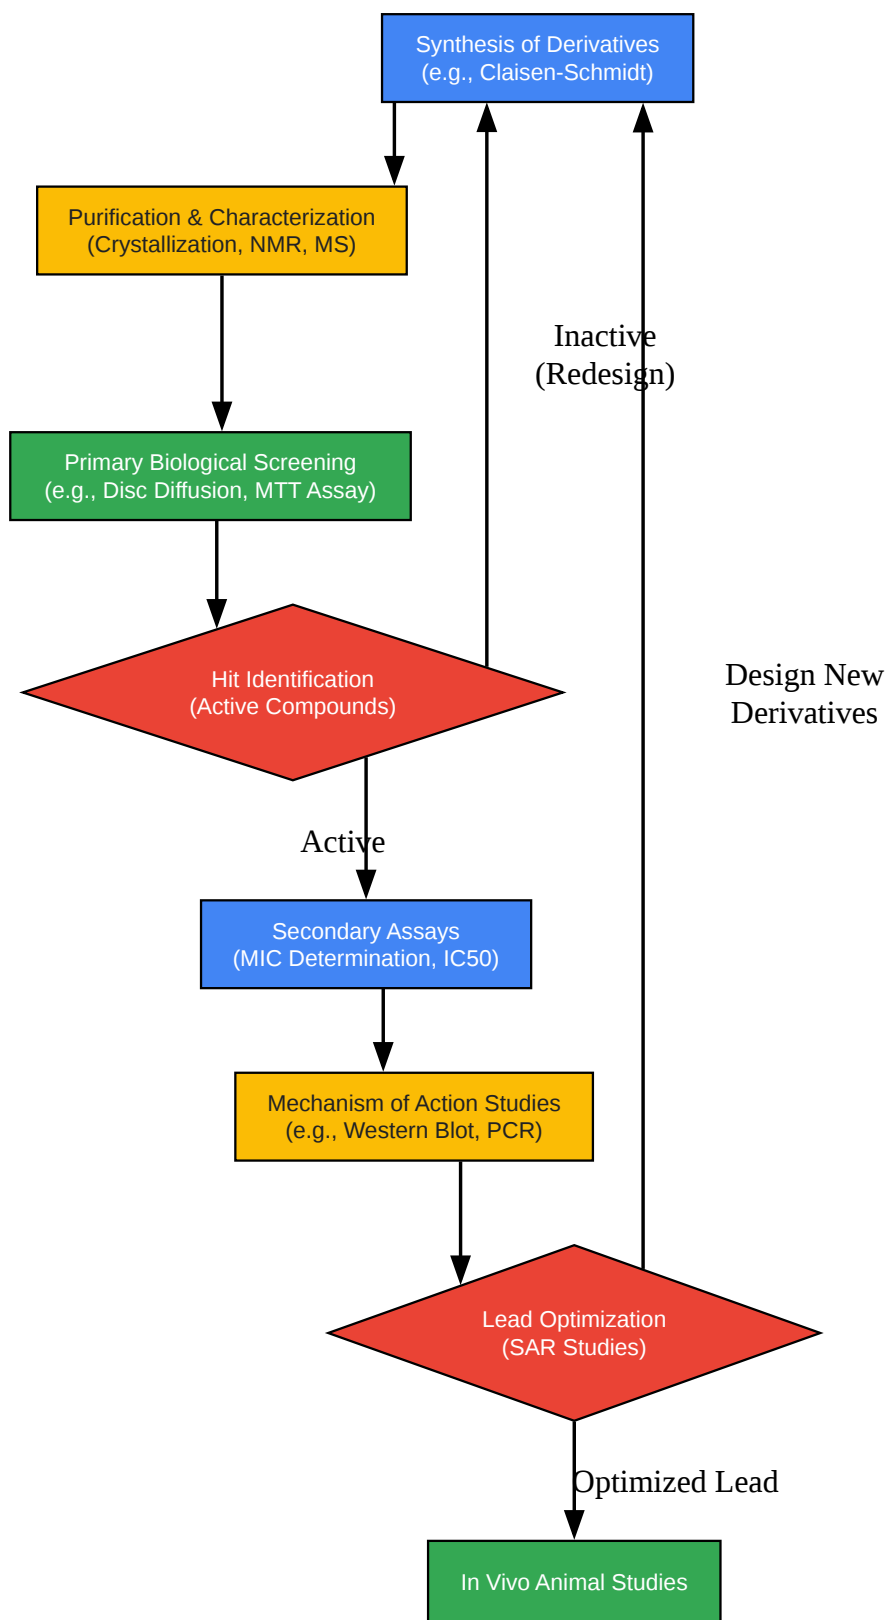 Synthesis of Derivatives
(e.g., Claisen-Schmidt)
Purification & Characterization
(Crystallization, NMR, MS)
Inactive
(Redesign)
Primary Biological Screening
(e.g., Disc Diffusion, MTT Assay)
Hit Identification
(Active Compounds)
Design New
Derivatives
Active
Secondary Assays
(MIC Determination, IC50)
Mechanism of Action Studies
(e.g., Western Blot, PCR)
Lead Optimization
(SAR Studies)
Optimized Lead
In Vivo Animal Studies